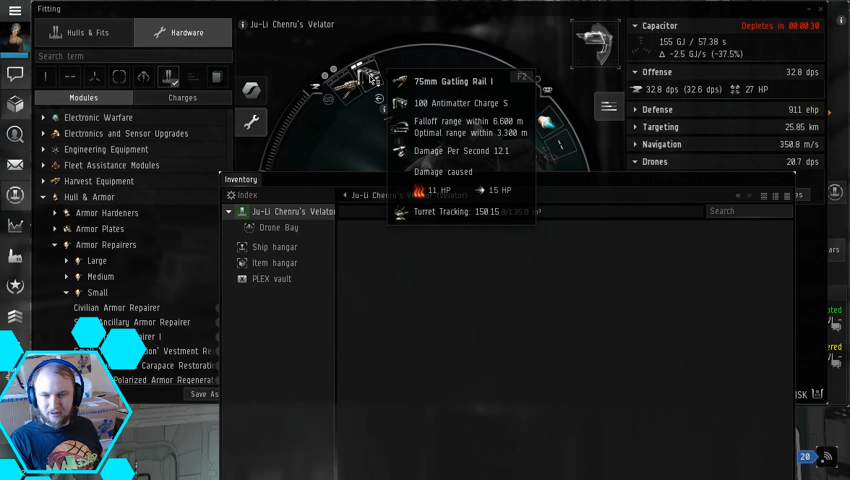 Fitting
Hulls & Fits
Hardware
Search term
Modules
Charges
Electronic Warfare
Electronics and Sensor Upgrades
Engineering Equipment
Fleet Assistance Modules
Harvest Equipment
Hull & Armor
Armor Hardeners
Armor Plates
Armor Repairers
Large
Medium
Small
Civilian Armor Repairer
Ancillary Armor Repairer
Carapace Restoratio
Polarized Armor Regenerat
Save As
Ju-Li Chenru's Velator
F2
75mm Gatling Rail I
100 Antimatter Charge S
Falloff range within 6.600 m
Optimal range within 3.300 m
Damage Per Second 12.1
Damage caused
11 HP
15 HP
Turret Tracking: 150.15
Capacitor
Depletes in 00:00:30
155 GJ / 57.38 s
Δ -2.5 GJ/s (-37.5%)
Offense
32.8 dps
32.8 dps (32.6 dps)
27 HP
Defense
911 ehp
Targeting
25.85 km
Navigation
350.8 m/s
Drones
20.7 dps
Inventory
Index
Ju-Li Chenru's Velator
Drone Bay
Ship hangar
Item hangar
PLEX vault
Search
20